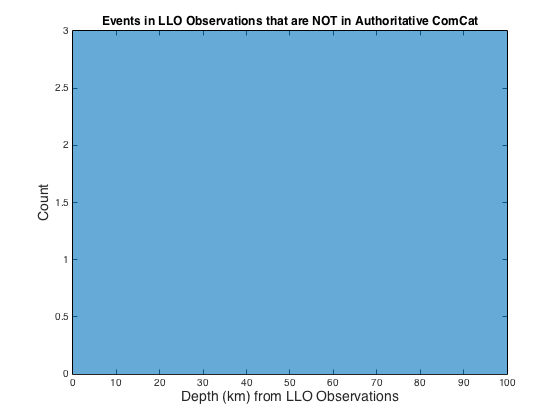 Events in LLO Observations that are NOT in Authoritative ComCat
3
2.5
2
1.5
1
0.5
0
Count
0 10 20 30 40 50 60 70 80 90 100
Depth (km) from LLO Observations